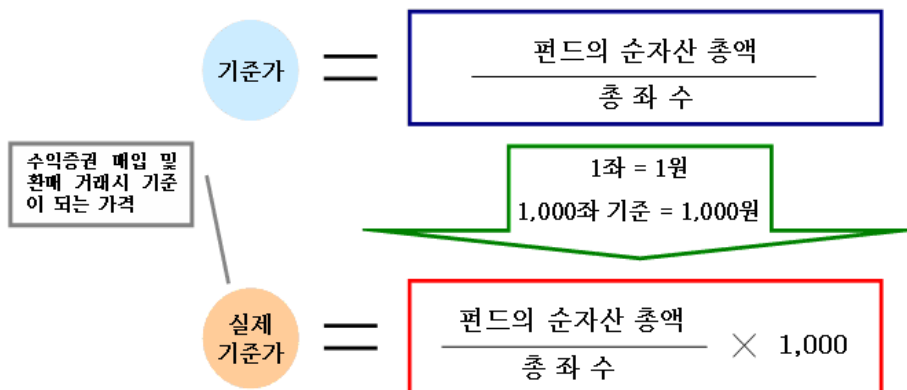 기준가
=
펀드의 순자산 총액
총 좌 수
수익증권 매입 및
환매 거래시 기준
이 되는 가격
1좌 = 1원
1,000좌 기준 = 1,000원
실제
기준가
=
펀드의 순자산 총액
총 좌 수
× 1,000